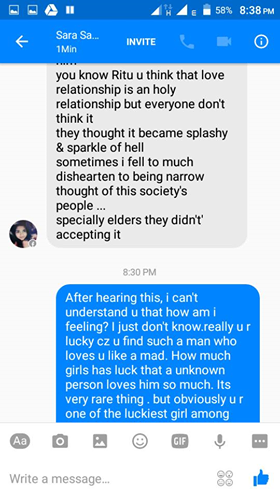 58% 8:38 PM
Sara Sa...
1Min
INVITE
you know Ritu u think that love
relationship is an holy
relationship but everyone don't
think it
they thought it became splashy
& sparkle of hell
sometimes i fell to much
dishearten to being narrow
thought of this society's
people ...
specially elders they didn't'
accepting it
8:30 PM
After hearing this, i can't
understand u that how am i
feeling? I just don't know.really u r
lucky cz u find such a man who
loves u like a mad. How much
girls has luck that a unknown
person loves him so much. Its
very rare thing . but obviously u r
one of the luckiest girl among
Aa
GIF
Write a message...